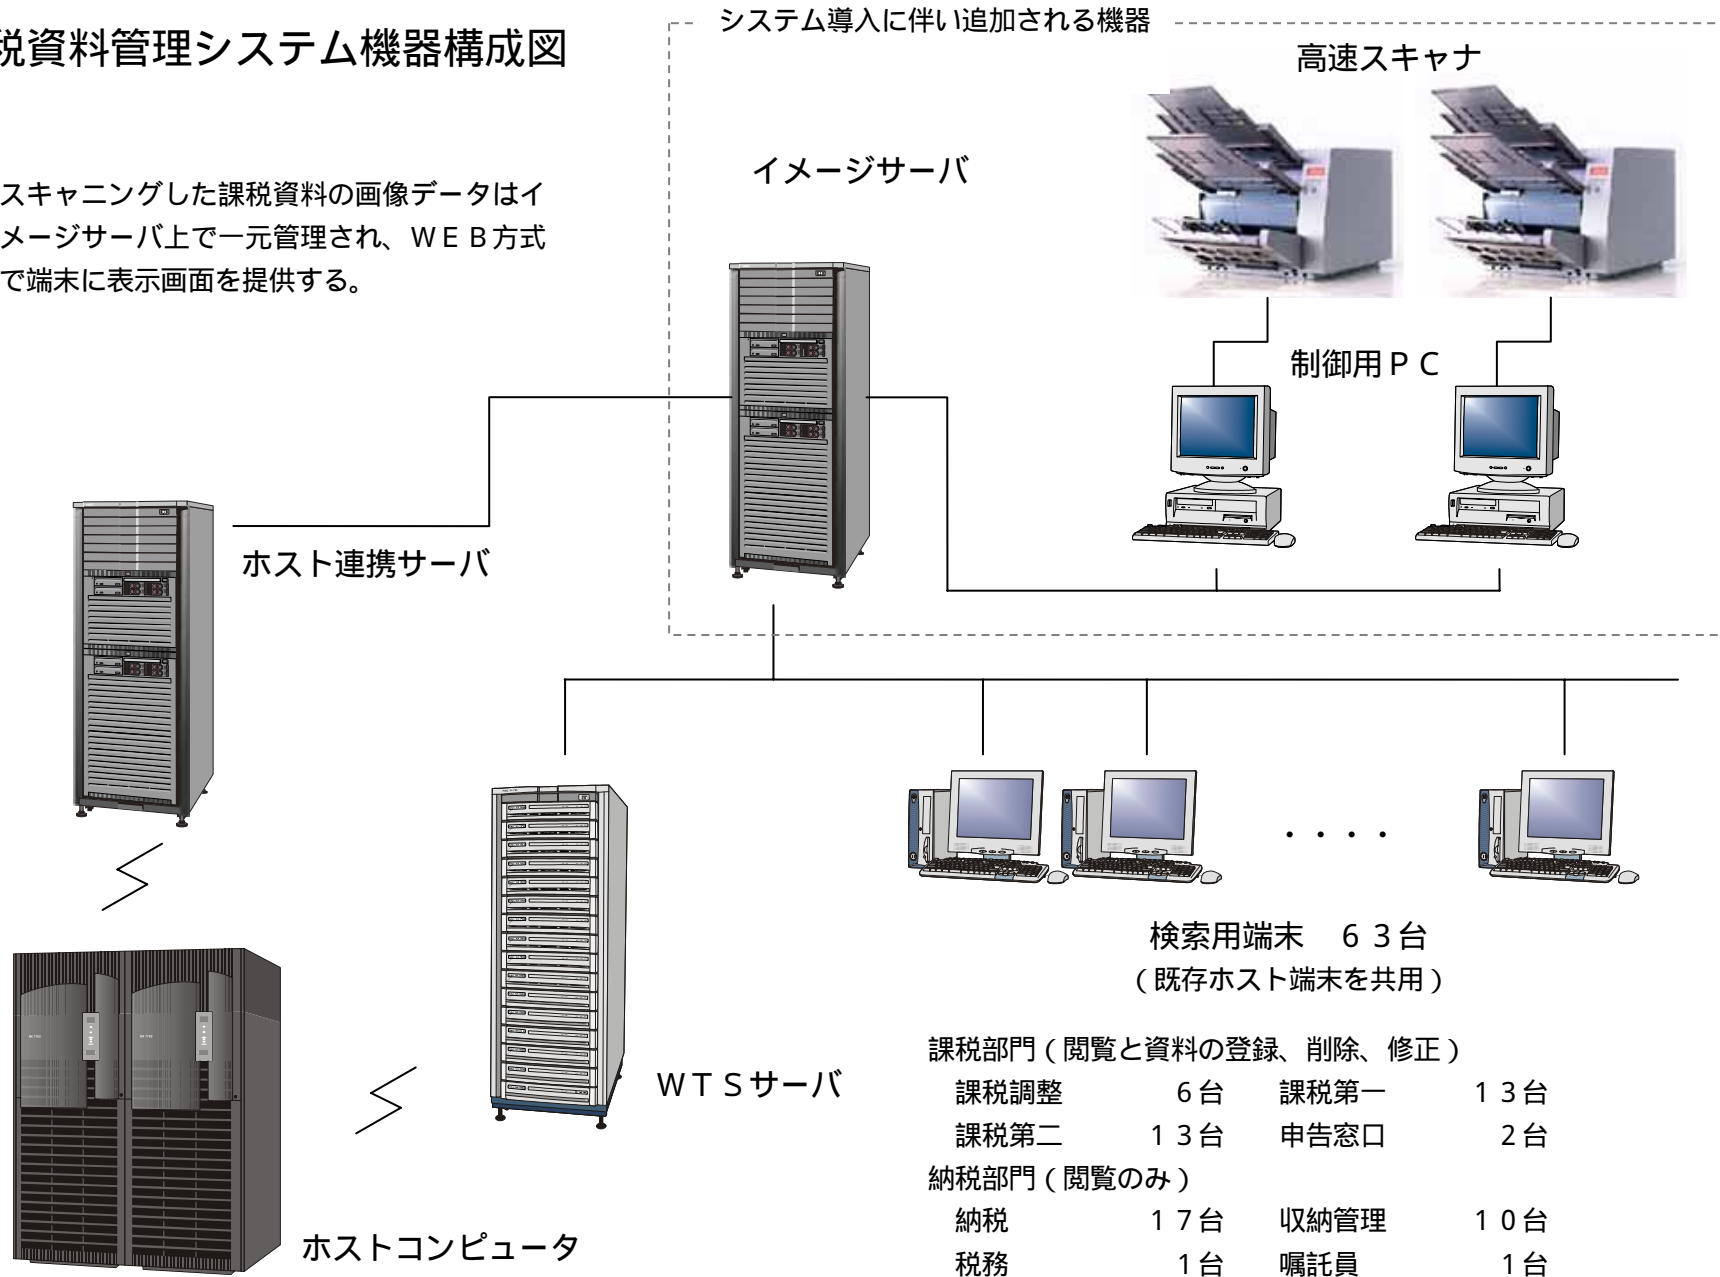 税資料管理システム機器構成図
システム導入に伴い追加される機器
高速スキャナ
イメージサーバ
スキャニングした課税資料の画像データはイ
メージサーバ上で一元管理され、ＷＥＢ方式
で端末に表示画面を提供する。
制御用ＰＣ
ホスト連携サーバ
・・・・
検索用端末　６３台
（既存ホスト端末を共用）
ＷＴＳサーバ
課税部門（閲覧と資料の登録、削除、修正）
課税調整　６台　課税第一　１３台
課税第二　１３台　申告窓口　２台
納税部門（閲覧のみ）
納税　１７台　収納管理　１０台
税務　１台　嘱託員　１台
ホストコンピュータ